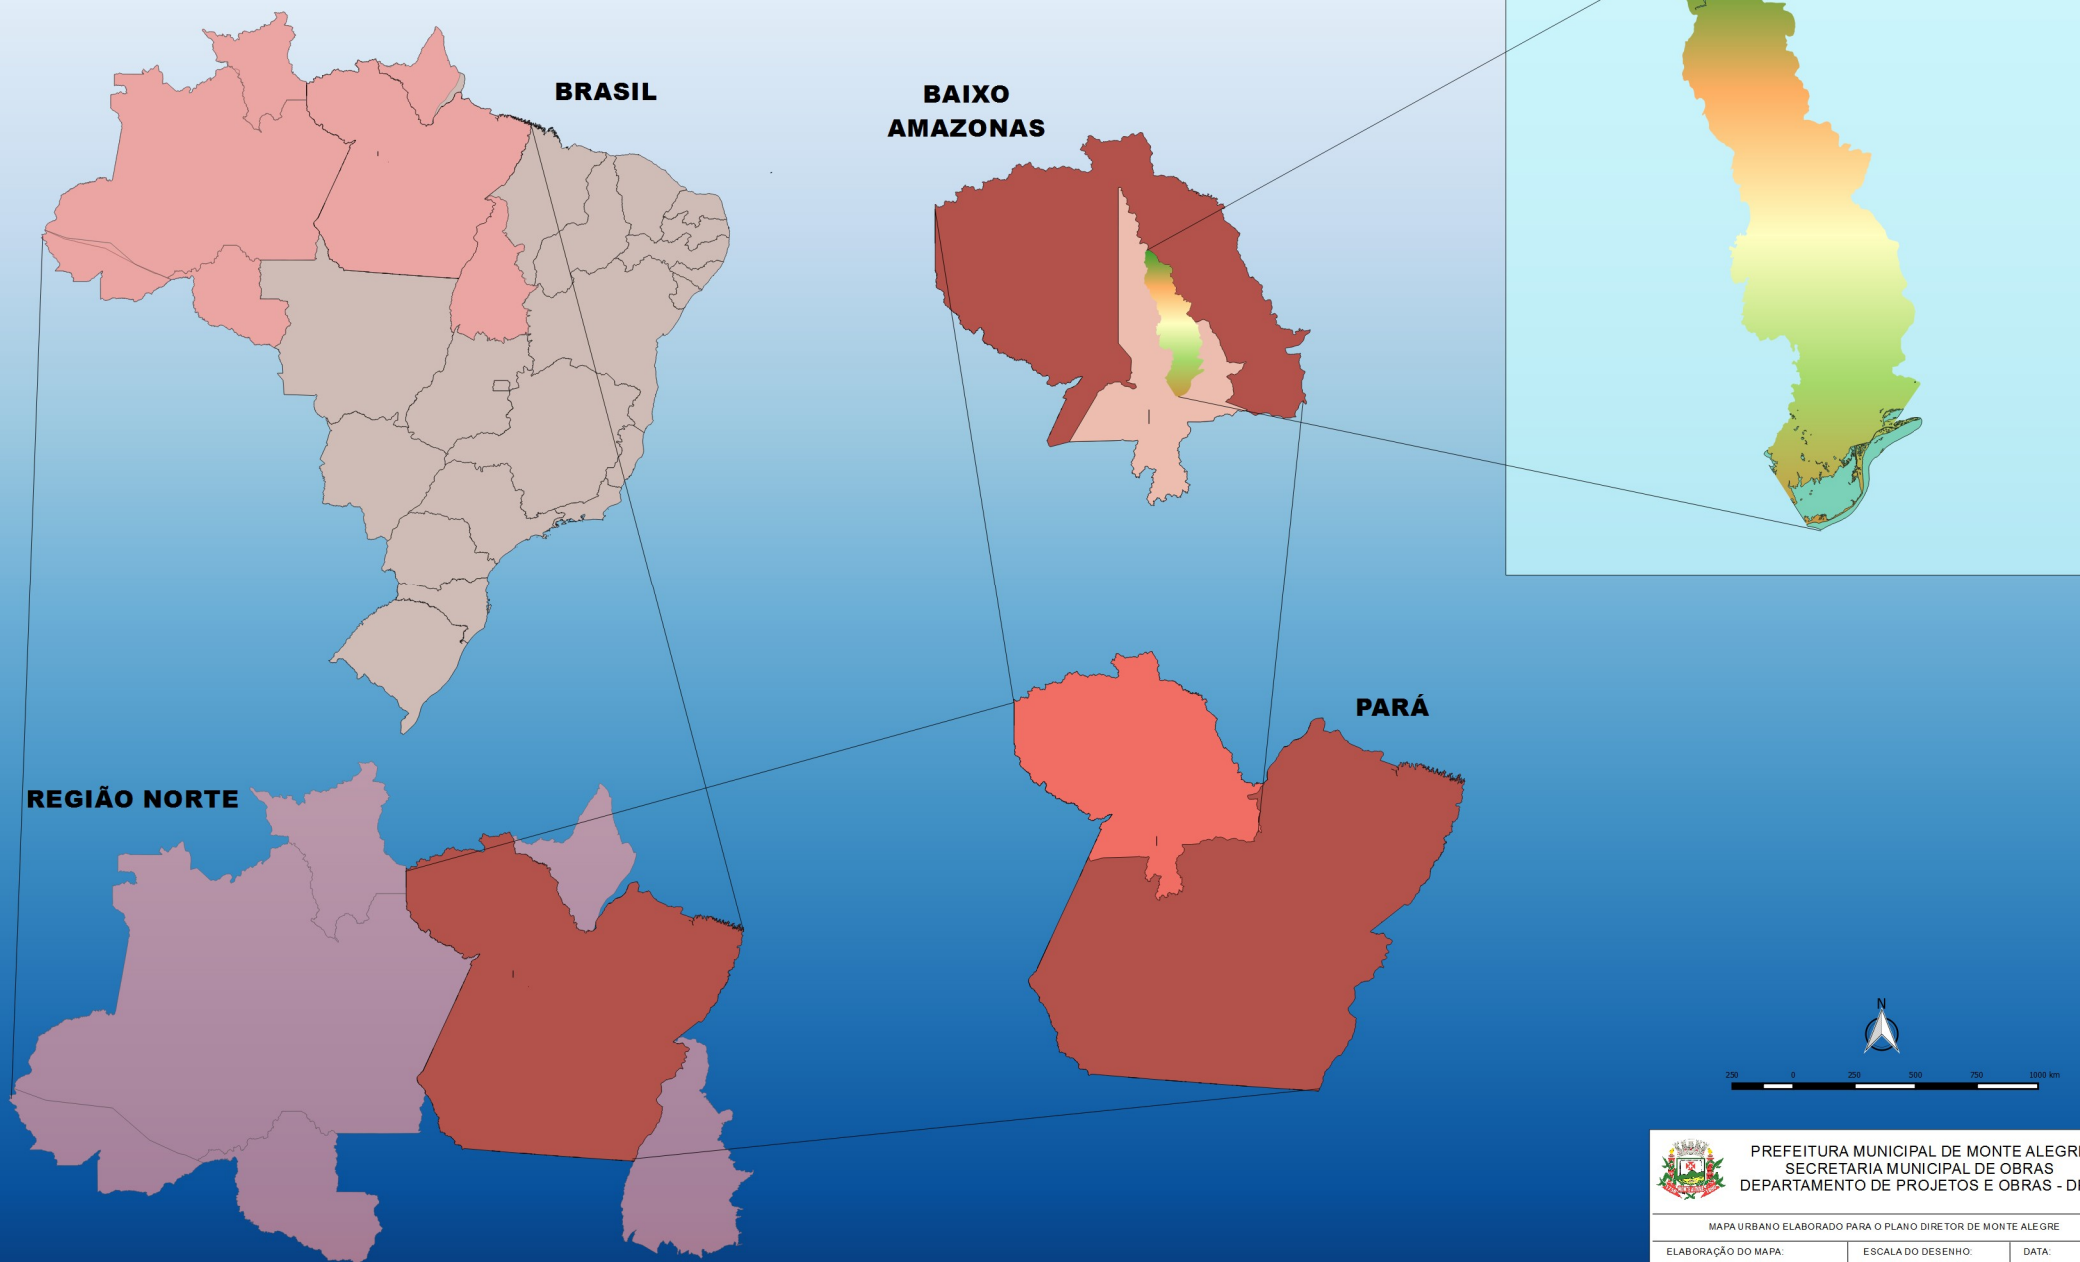 BRASIL
BAIXO
AMAZONAS
PARÁ
REGIÃO NORTE
N
250 0 250 500 750 1000 km
PREFEITURA MUNICIPAL DE MONTE ALEGR
SECRETARIA MUNICIPAL DE OBRAS
DEPARTAMENTO DE PROJETOS E OBRAS - D
MAPA URBANO ELABORADO PARA O PLANO DIRETOR DE MONTE ALEGRE
ELABORAÇÃO DO MAPA: ESCALA DO DESENHO: DATA: